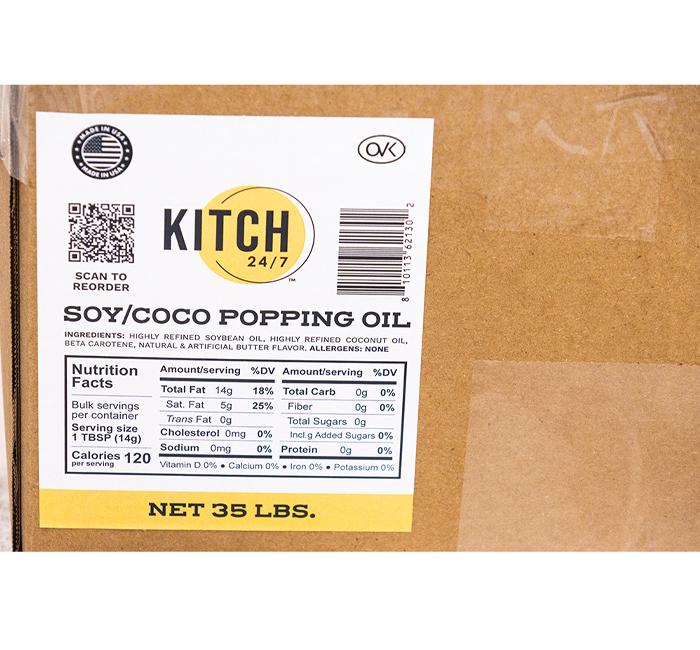 MADE IN USA
MADE IN USA
OVK
KITCH
24/7
TM
8 10113 62130 2
SCAN TO
REORDER
SOY/COCO POPPING OIL
INGREDIENTS: HIGHLY REFINED SOYBEAN OIL, HIGHLY REFINED COCONUT OIL,
BETA CAROTENE, NATURAL & ARTIFICIAL BUTTER FLAVOR. ALLERGENS: NONE
Nutrition
Facts
Bulk servings
per container
Serving size
1 TBSP (14g)
Calories 120
per serving
Amount/serving %DV
Total Fat 14g 18%
Sat. Fat 5g 25%
Trans Fat 0g
Cholesterol 0mg 0%
Sodium 0mg 0%
Amount/serving %DV
Total Carb 0g 0%
Fiber 0g 0%
Total Sugars 0g
Incl.g Added Sugars 0%
Protein 0g 0%
Vitamin D 0% • Calcium 0% • Iron 0% • Potassium 0%
NET 35 LBS.